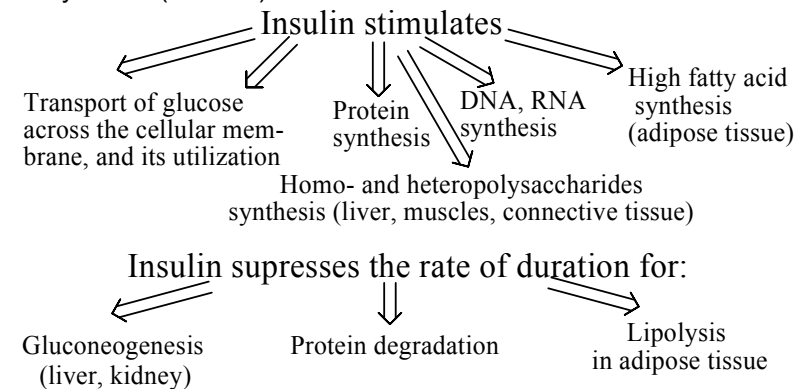 Insulin stimulates
Transport of glucose
across the cellular mem-
brane, and its utilization
Protein
synthesis
DNA, RNA
synthesis
High fatty acid
synthesis
(adipose tissue)
Homo- and heteropolysaccharides
synthesis (liver, muscles, connective tissue)
Insulin supresses the rate of duration for:
Gluconeogenesis
(liver, kidney)
Protein degradation
Lipolysis
in adipose tissue